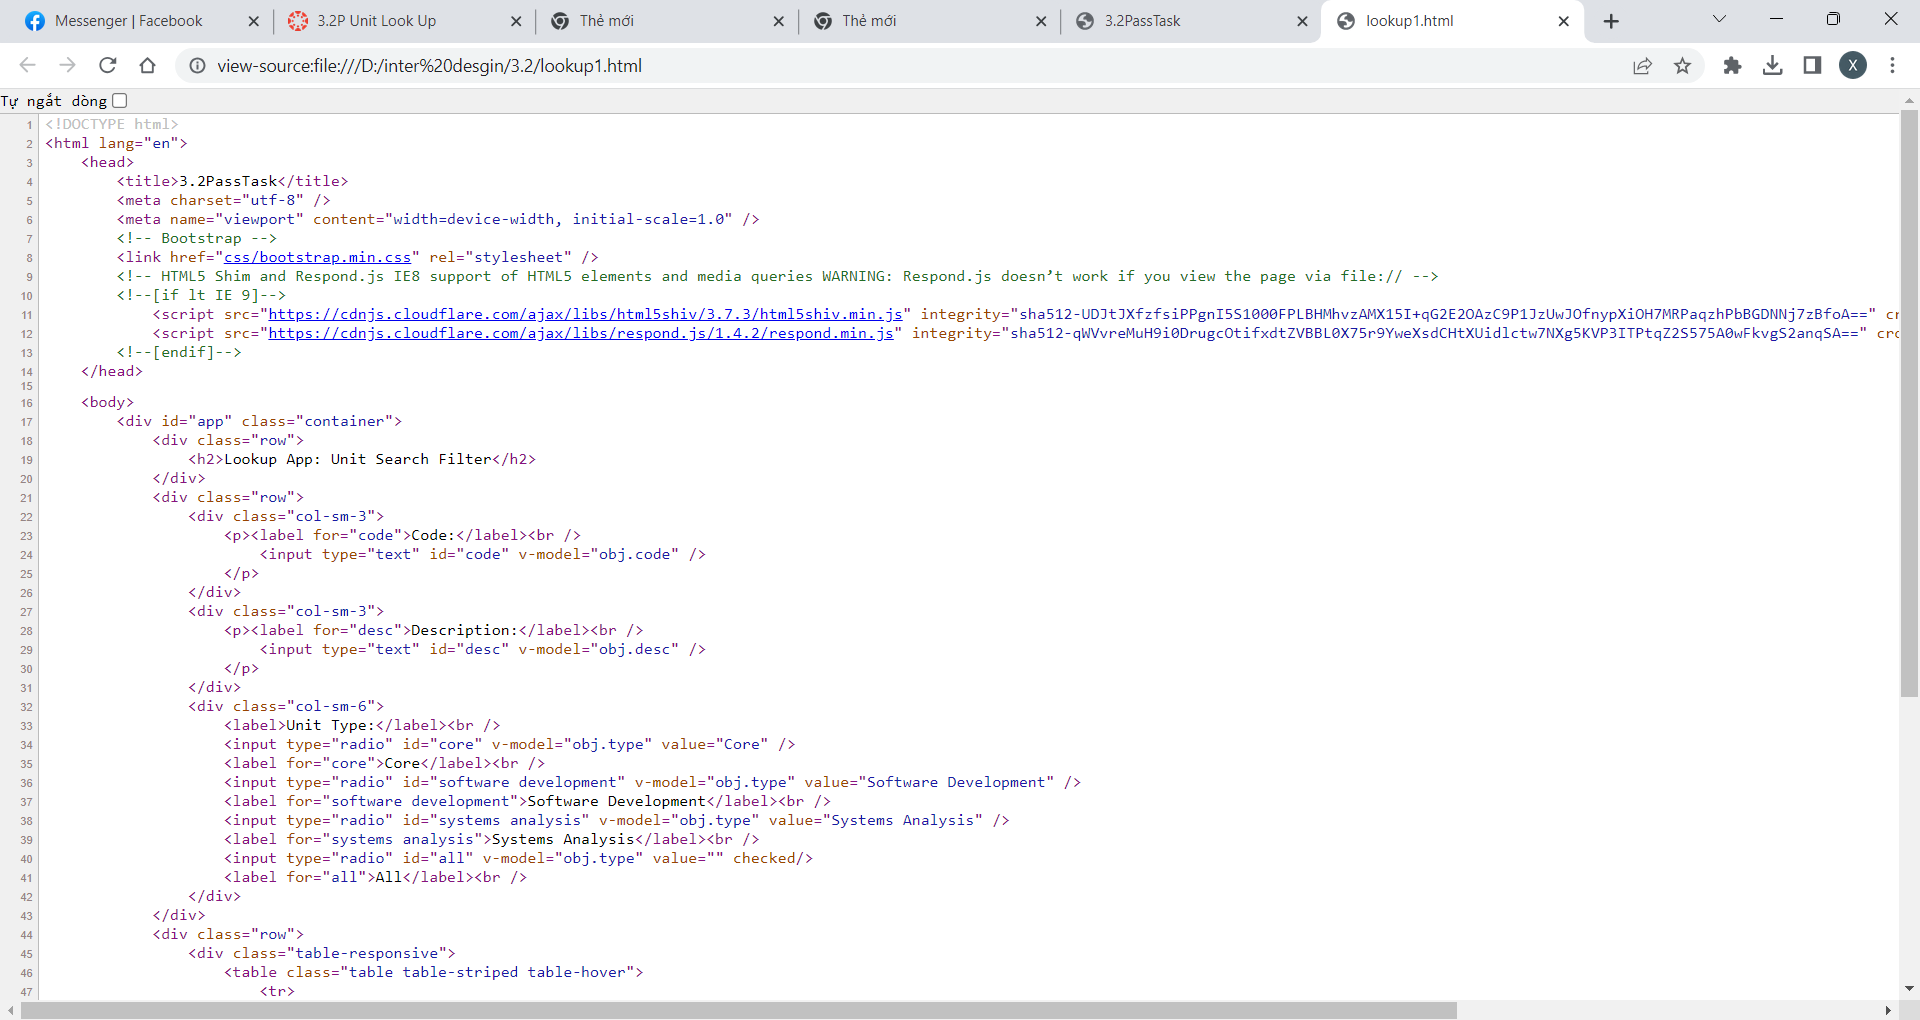 Messenger | Facebook
3.2P Unit Look Up
Thẻ mới
Thẻ mới
3.2PassTask
lookup1.html
view-source:file:///D:/inter%20desgin/3.2/lookup1.html
X
Tự ngắt dòng
1 <!DOCTYPE html>
2 <html lang="en">
3 <head>
4 <title>3.2PassTask</title>
5 <meta charset="utf-8" />
6 <meta name="viewport" content="width=device-width, initial-scale=1.0" />
7 <!-- Bootstrap -->
8 <link href="css/bootstrap.min.css" rel="stylesheet" />
9 <!-- HTML5 Shim and Respond.js IE8 support of HTML5 elements and media queries WARNING: Respond.js doesn’t work if you view the page via file:// -->
10 <!--[if lt IE 9]-->
11 <script src="https://cdnjs.cloudflare.com/ajax/libs/html5shiv/3.7.3/html5shiv.min.js" integrity="sha512-UDJtJXfzfsiPPgnI5S1000FPLBHMhvzAMX15I+qG2E2OAzC9P1JzUwJOfnypXiOH7MRPaqzhPbBGDNNj7zBfoA==" cr
12 <script src="https://cdnjs.cloudflare.com/ajax/libs/respond.js/1.4.2/respond.min.js" integrity="sha512-qWVvreMuH9i0DrugcOtifxdtZVBBL0X75r9YweXsdCHtXUidlctw7NXg5KVP3ITPtqZ2S575A0wFkvgS2anqSA==" cro
13 <!--[endif]-->
14 </head>
15
16 <body>
17 <div id="app" class="container">
18 <div class="row">
19 <h2>Lookup App: Unit Search Filter</h2>
20 </div>
21 <div class="row">
22 <div class="col-sm-3">
23 <p><label for="code">Code:</label><br />
24 <input type="text" id="code" v-model="obj.code" />
25 </p>
26 </div>
27 <div class="col-sm-3">
28 <p><label for="desc">Description:</label><br />
29 <input type="text" id="desc" v-model="obj.desc" />
30 </p>
31 </div>
32 <div class="col-sm-6">
33 <label>Unit Type:</label><br />
34 <input type="radio" id="core" v-model="obj.type" value="Core" />
35 <label for="core">Core</label><br />
36 <input type="radio" id="software development" v-model="obj.type" value="Software Development" />
37 <label for="software development">Software Development</label><br />
38 <input type="radio" id="systems analysis" v-model="obj.type" value="Systems Analysis" />
39 <label for="systems analysis">Systems Analysis</label><br />
40 <input type="radio" id="all" v-model="obj.type" value="" checked/>
41 <label for="all">All</label><br />
42 </div>
43 </div>
44 <div class="row">
45 <div class="table-responsive">
46 <table class="table table-striped table-hover">
47 <tr>